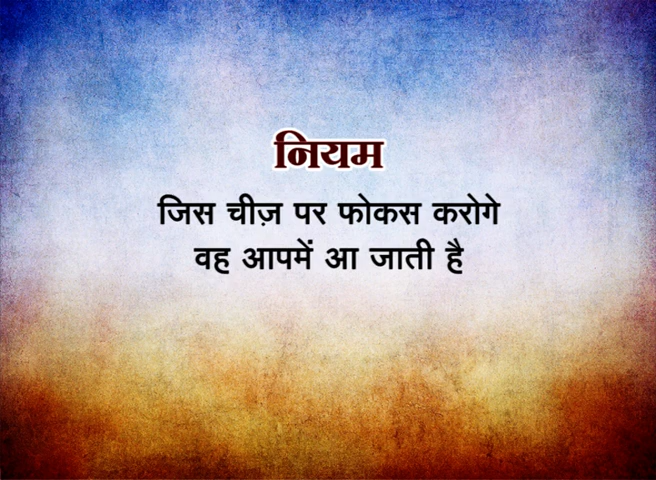 नियम
जिस चीज़ पर फोकस करोगे
वह आपमें आ जाती है